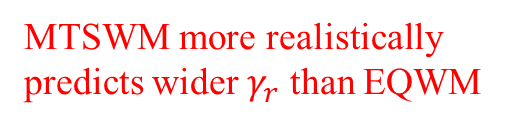 MTSWM more realistically
predicts wider γᵣ than EQWM